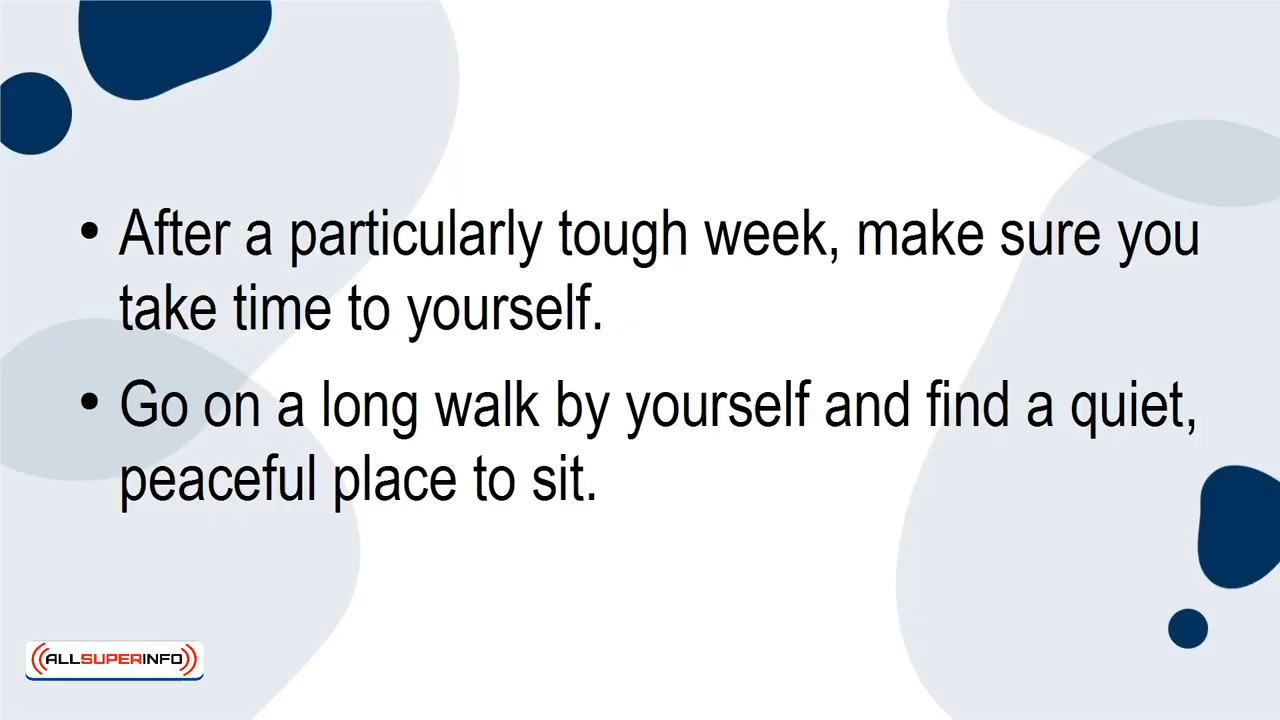 • After a particularly tough week, make sure you
take time to yourself.
• Go on a long walk by yourself and find a quiet,
peaceful place to sit.
ALLSUPERINFO